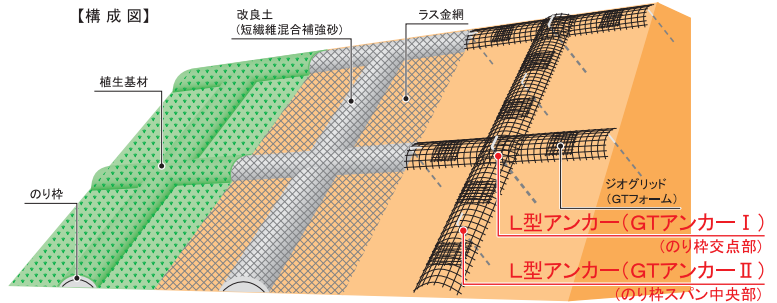 【構成図】
改良土
(短繊維混合補強砂)
ラス金網
植生基材
のり枠
ジオグリッド
(GTフォーム)
L型アンカー(GTアンカーⅠ)
(のり枠交点部)
L型アンカー(GTアンカーⅡ)
(のり枠スパン中央部)